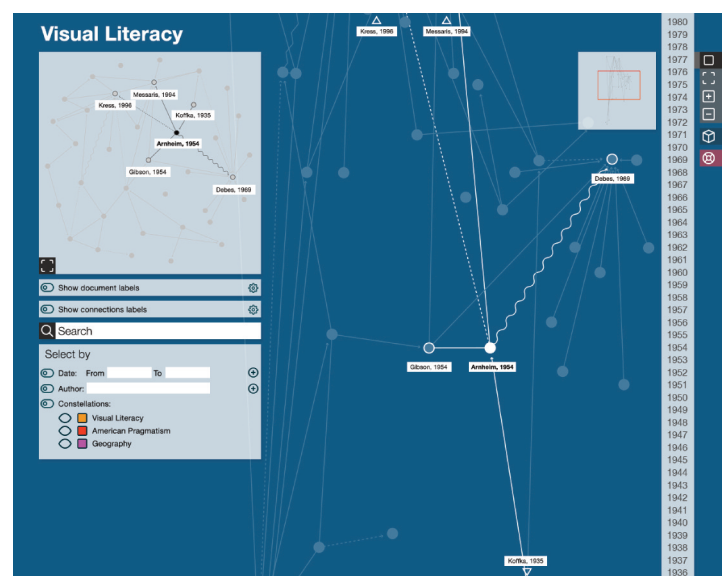 Visual Literacy
Messaris, 1994
Kress, 1996
Koffka, 1935
Arnheim, 1954
Gibson, 1954
Debes, 1969
Show document labels
Show connections labels
Search
Select by
Date: From To
Author:
Constellations:
Visual Literacy
American Pragmatism
Geography
Kress, 1996
Messaris, 1994
Debes, 1969
Gibson, 1954
Arnheim, 1954
Koffka, 1935
1980
1979
1978
1977
1976
1975
1974
1973
1972
1971
1970
1969
1968
1967
1966
1965
1964
1963
1962
1961
1960
1959
1958
1957
1956
1955
1954
1953
1952
1951
1950
1949
1948
1947
1946
1945
1944
1943
1942
1941
1940
1939
1938
1937
1936